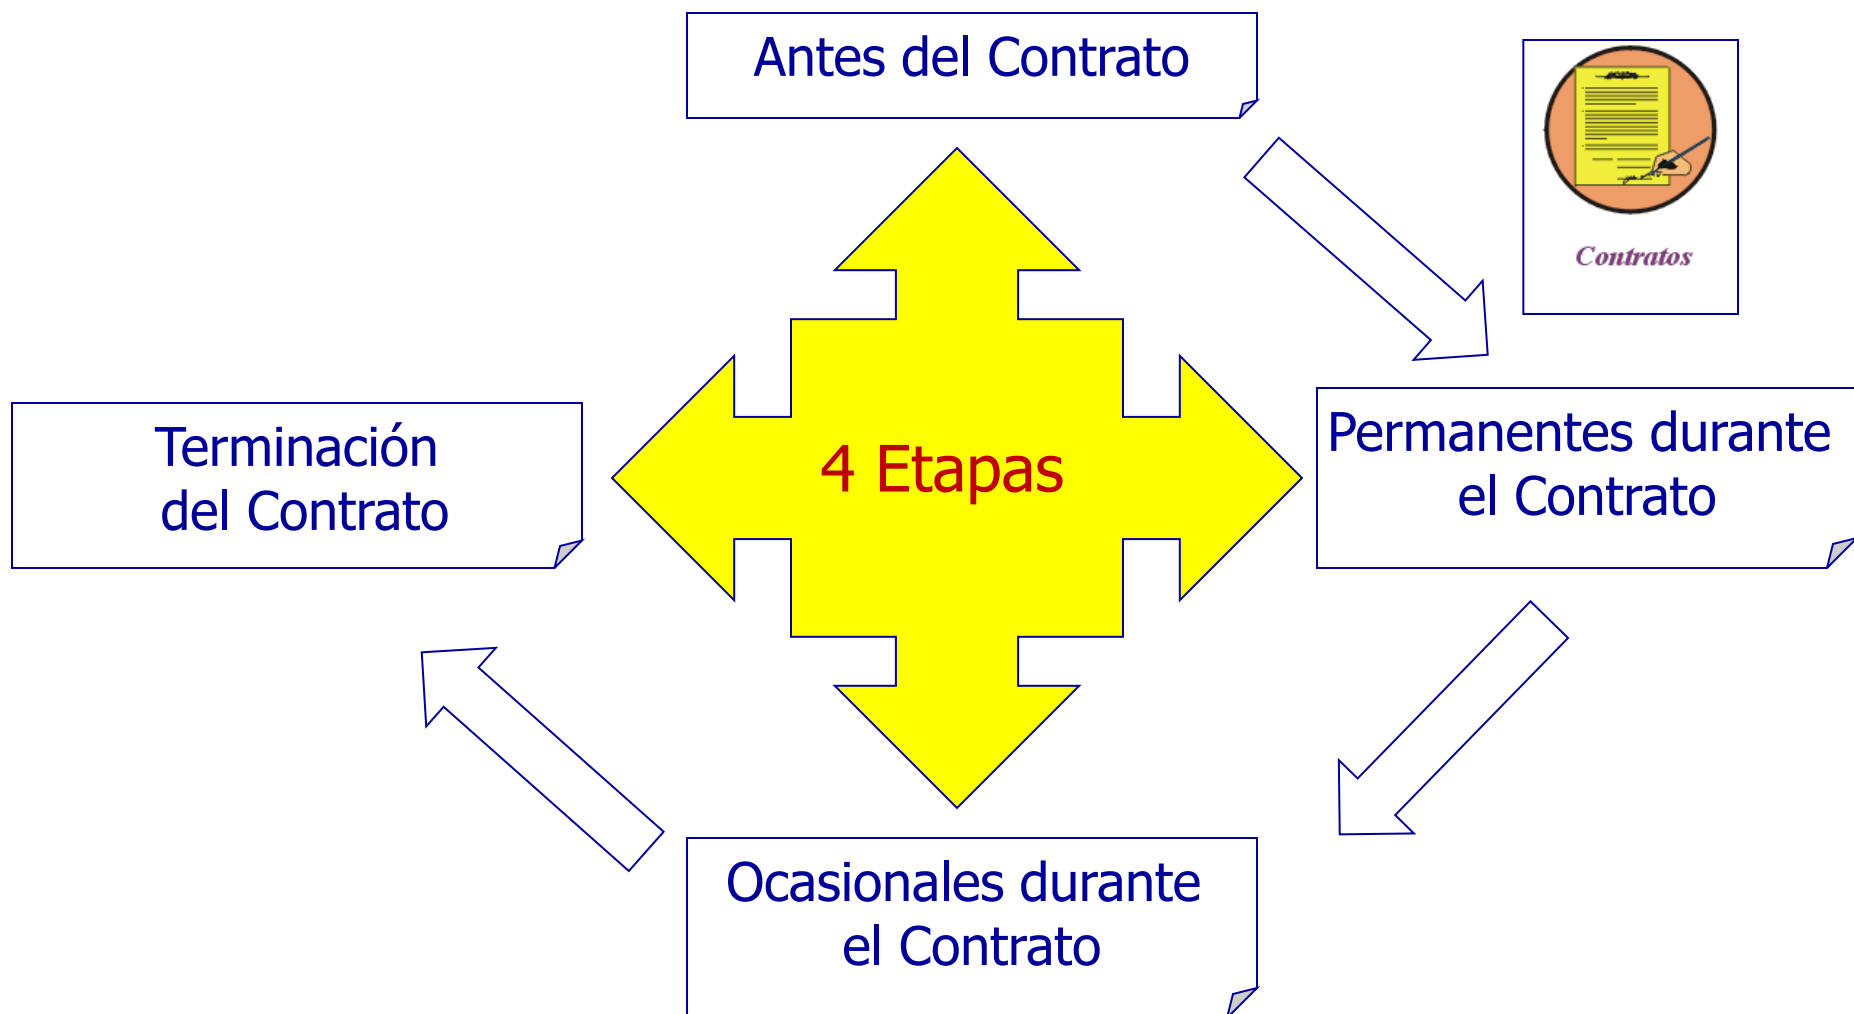 Antes del Contrato
Contratos
Terminación
del Contrato
4 Etapas
Permanentes durante
el Contrato
Ocasionales durante
el Contrato